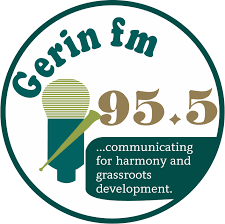 Gerin fm
95.5
...communicating
for harmony and
grassroots
development.